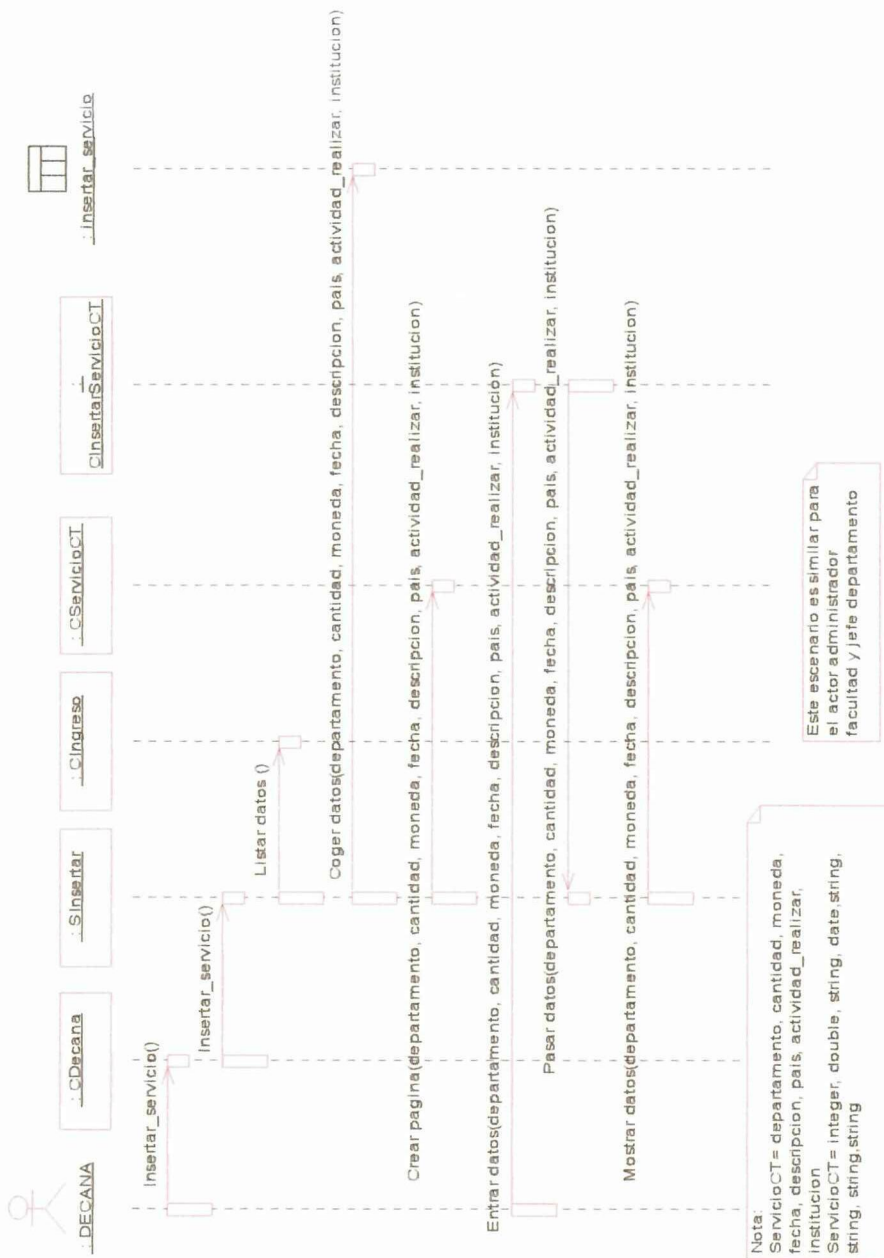 : DECANA
: CDecana
: SInsertar
: CIngreso
: CServicioCT
:
CInsertarServicioCT
: insertar_servicio
Insertar_servicio()
Insertar_servicio()
Listar datos ()
Coger datos(departamento, cantidad, moneda, fecha, descripcion, pais, actividad_realizar, institucion)
Crear pagina(departamento, cantidad, moneda, fecha, descripcion, pais, actividad_realizar, institucion)
Entrar datos(departamento, cantidad, moneda, fecha, descripcion, pais, actividad_realizar, institucion)
Pasar datos(departamento, cantidad, moneda, fecha, descripcion, pais, actividad_realizar, institucion)
Mostrar datos(departamento, cantidad, moneda, fecha, descripcion, pais, actividad_realizar, institucion)
Nota:
ServicioCT= departamento, cantidad, moneda,
fecha, descripcion, pais, actividad_realizar,
institucion
ServicioCT= integer, double, string, date,string,
string, string,string
Este escenario es similar para
el actor administrador
facultad y jefe departamento